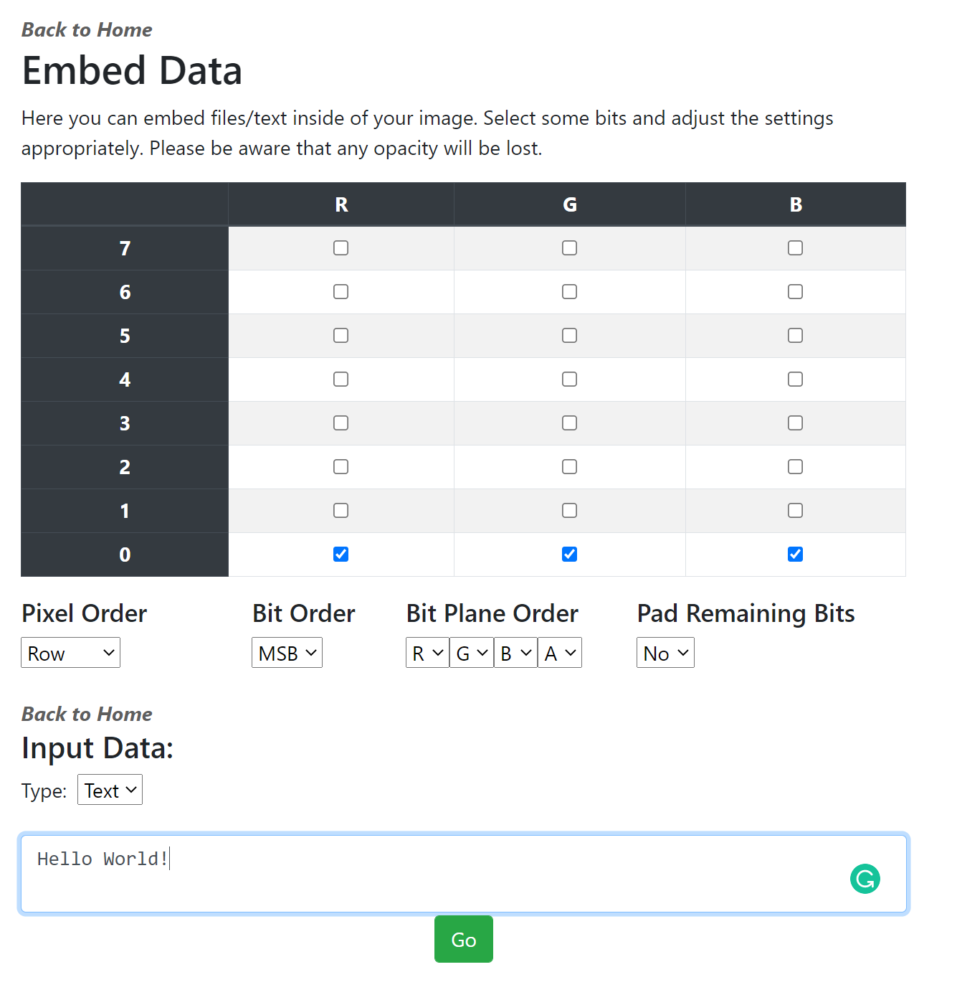 Back to Home
Embed Data
Here you can embed files/text inside of your image. Select some bits and adjust the settings
appropriately. Please be aware that any opacity will be lost.
R G B
7
6
5
4
3
2
1
0
Pixel Order Bit Order Bit Plane Order Pad Remaining Bits
Row MSB R G B A No
Back to Home
Input Data:
Type: Text
Hello World!
Go